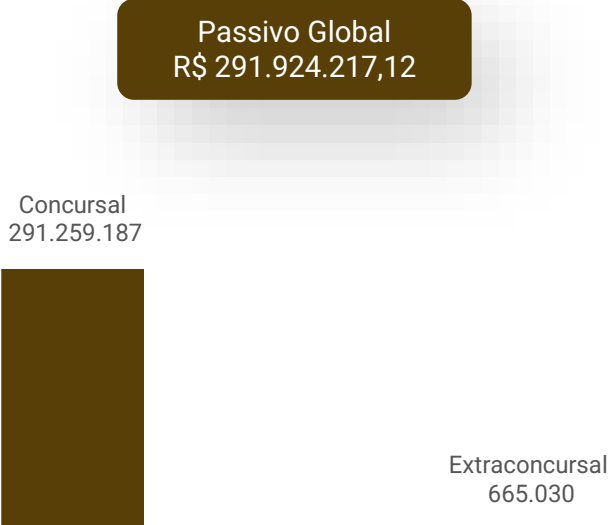 Passivo Global
R$ 291.924.217,12
Concursal
291.259.187
Extraconcursal
665.030